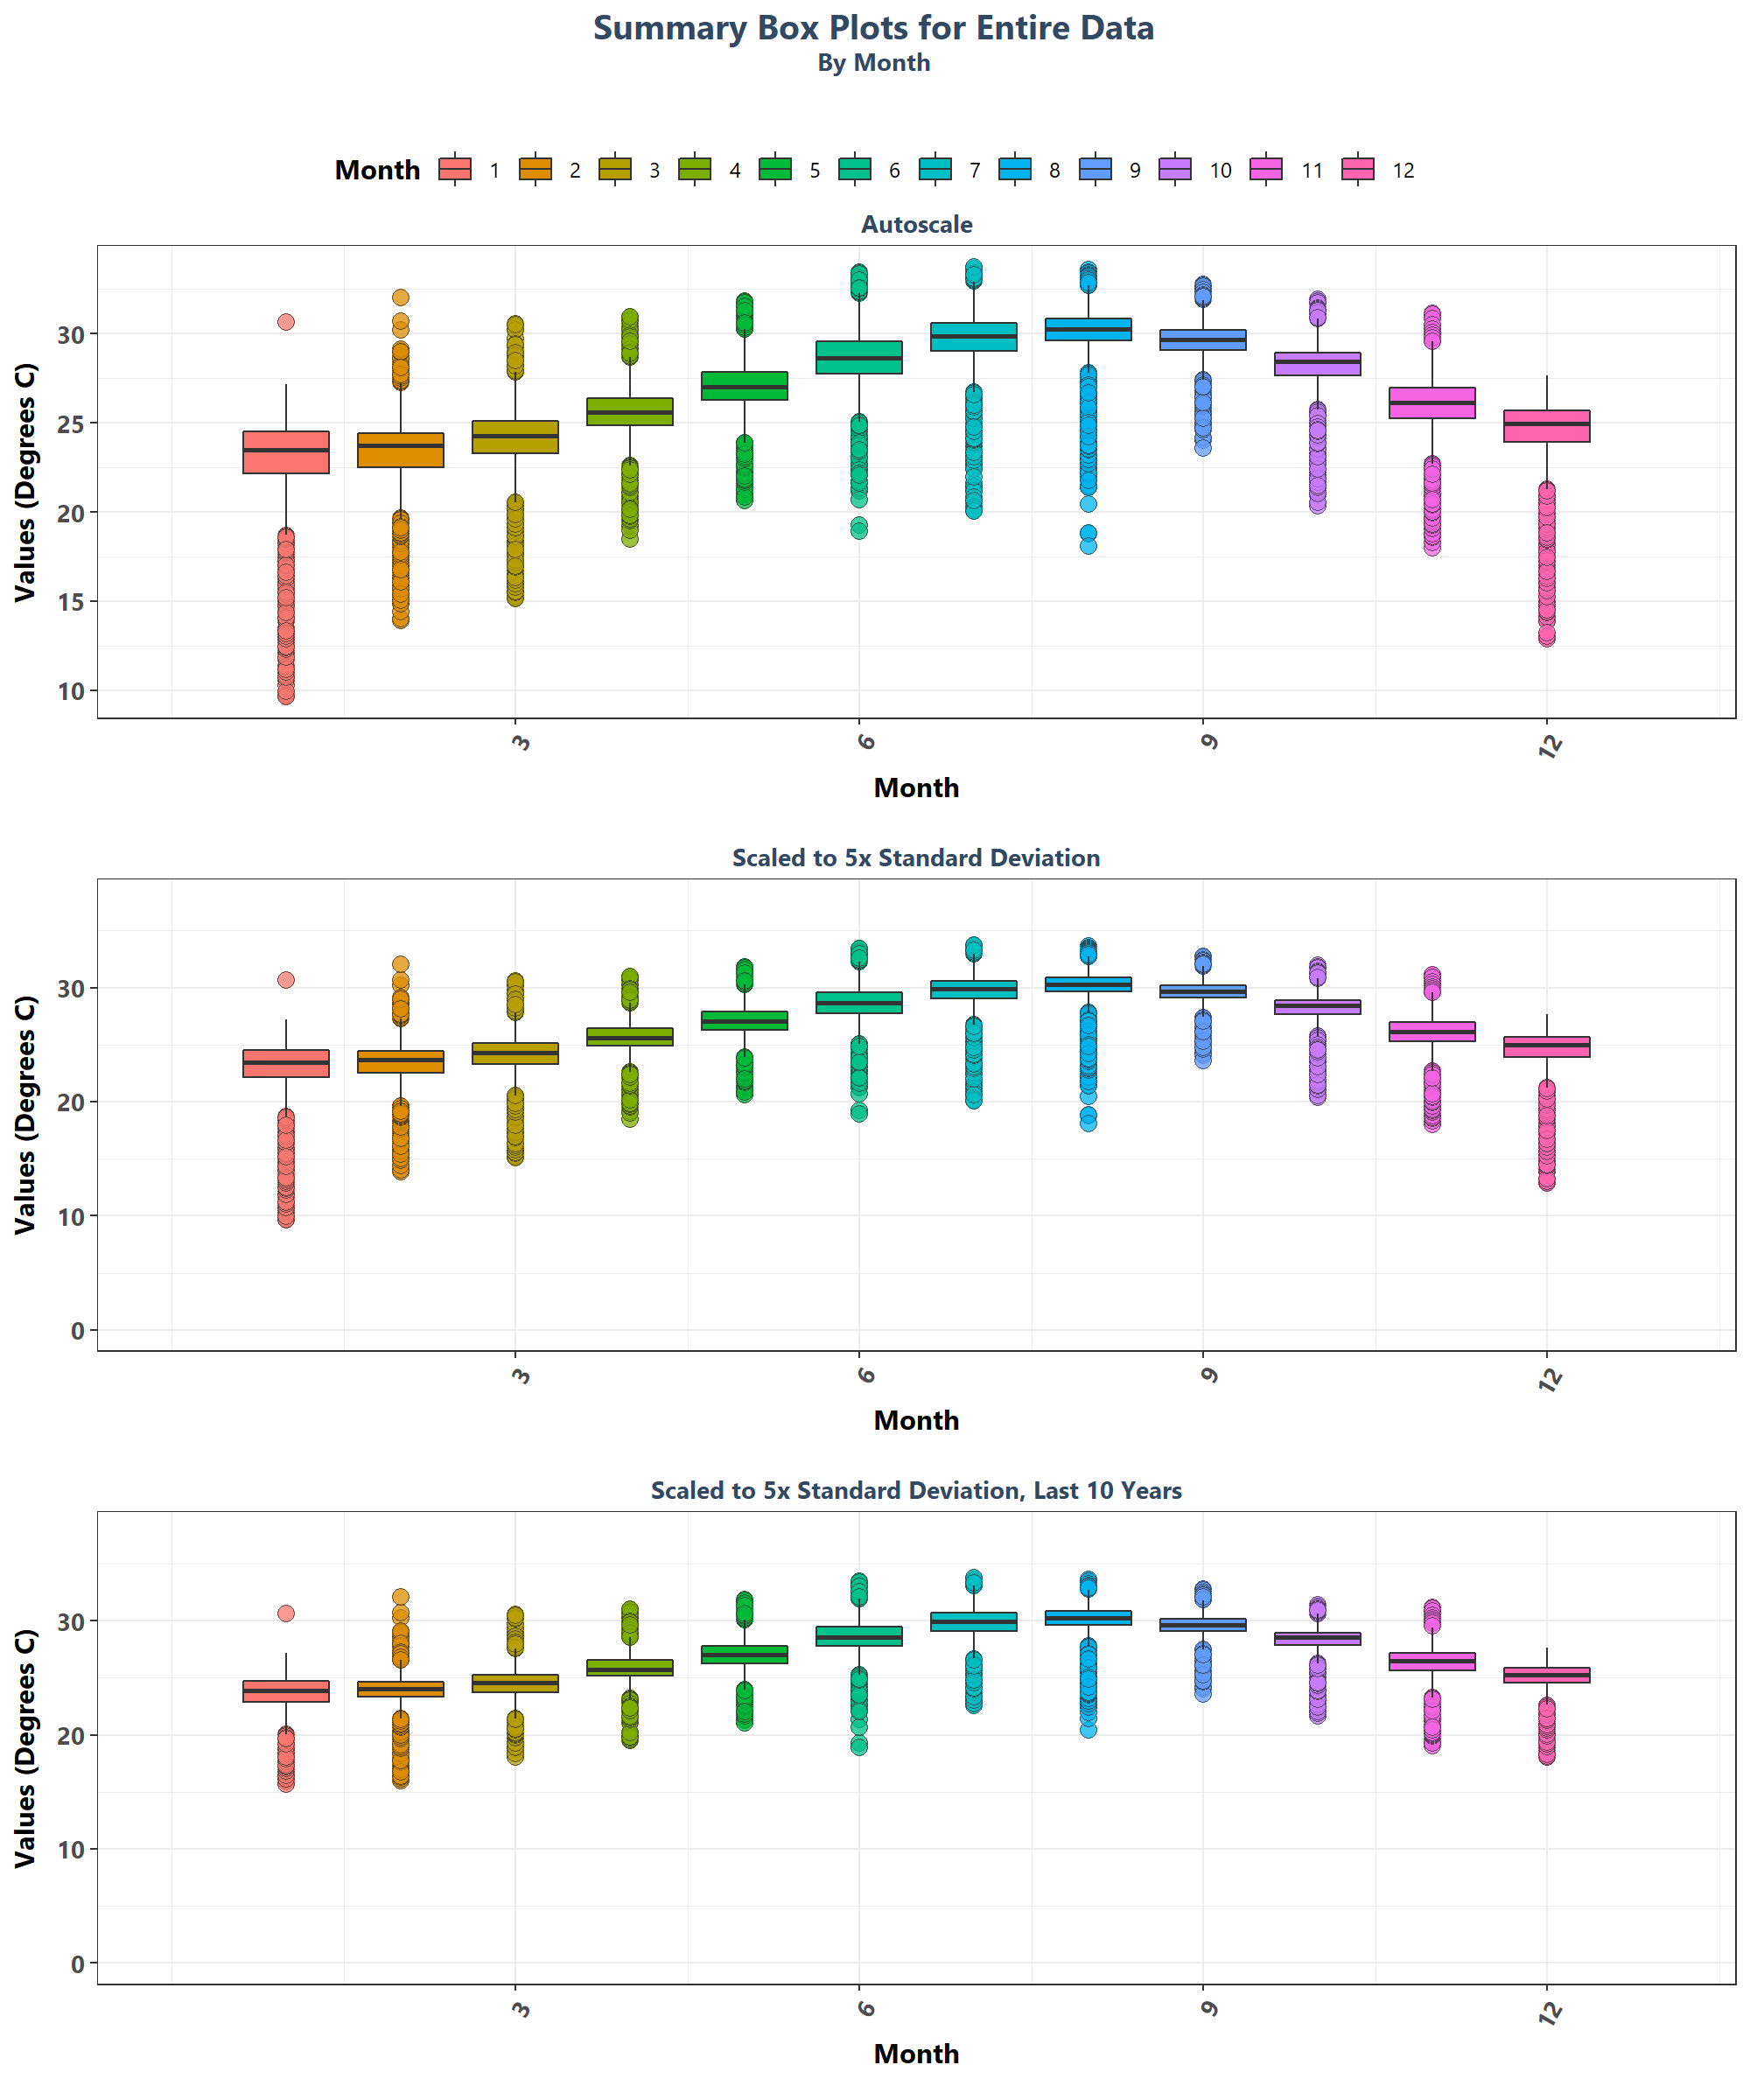 Summary Box Plots for Entire Data
By Month
Month 1 2 3 4 5 6 7 8 9 10 11 12
Autoscale
Values (Degrees C)
30
25
20
15
10
3 6 9 12
Month
Scaled to 5x Standard Deviation
Values (Degrees C)
30
20
10
0
3 6 9 12
Month
Scaled to 5x Standard Deviation, Last 10 Years
Values (Degrees C)
30
20
10
0
3 6 9 12
Month